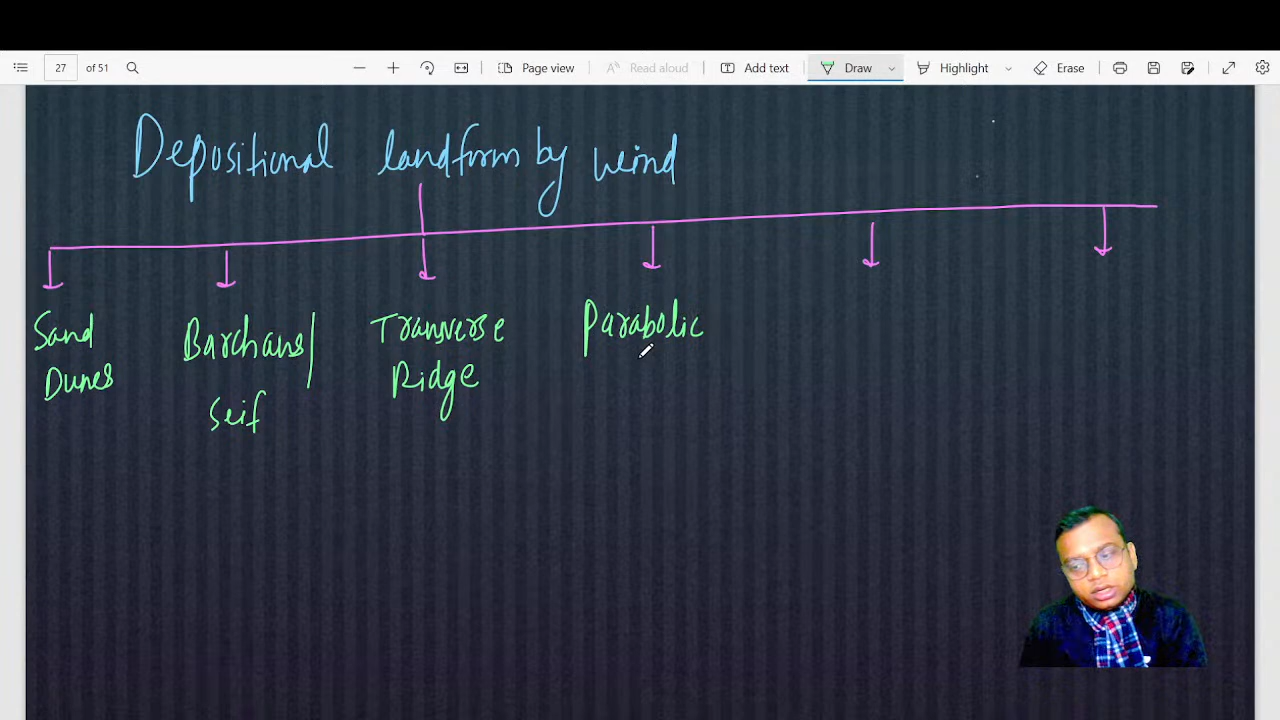 27 of 51 Page view Read aloud Add text Draw Highlight Erase
Depositional landform by wind
Sand Dunes
Barchans/ Seif
Tranverse Ridge
Parabolic